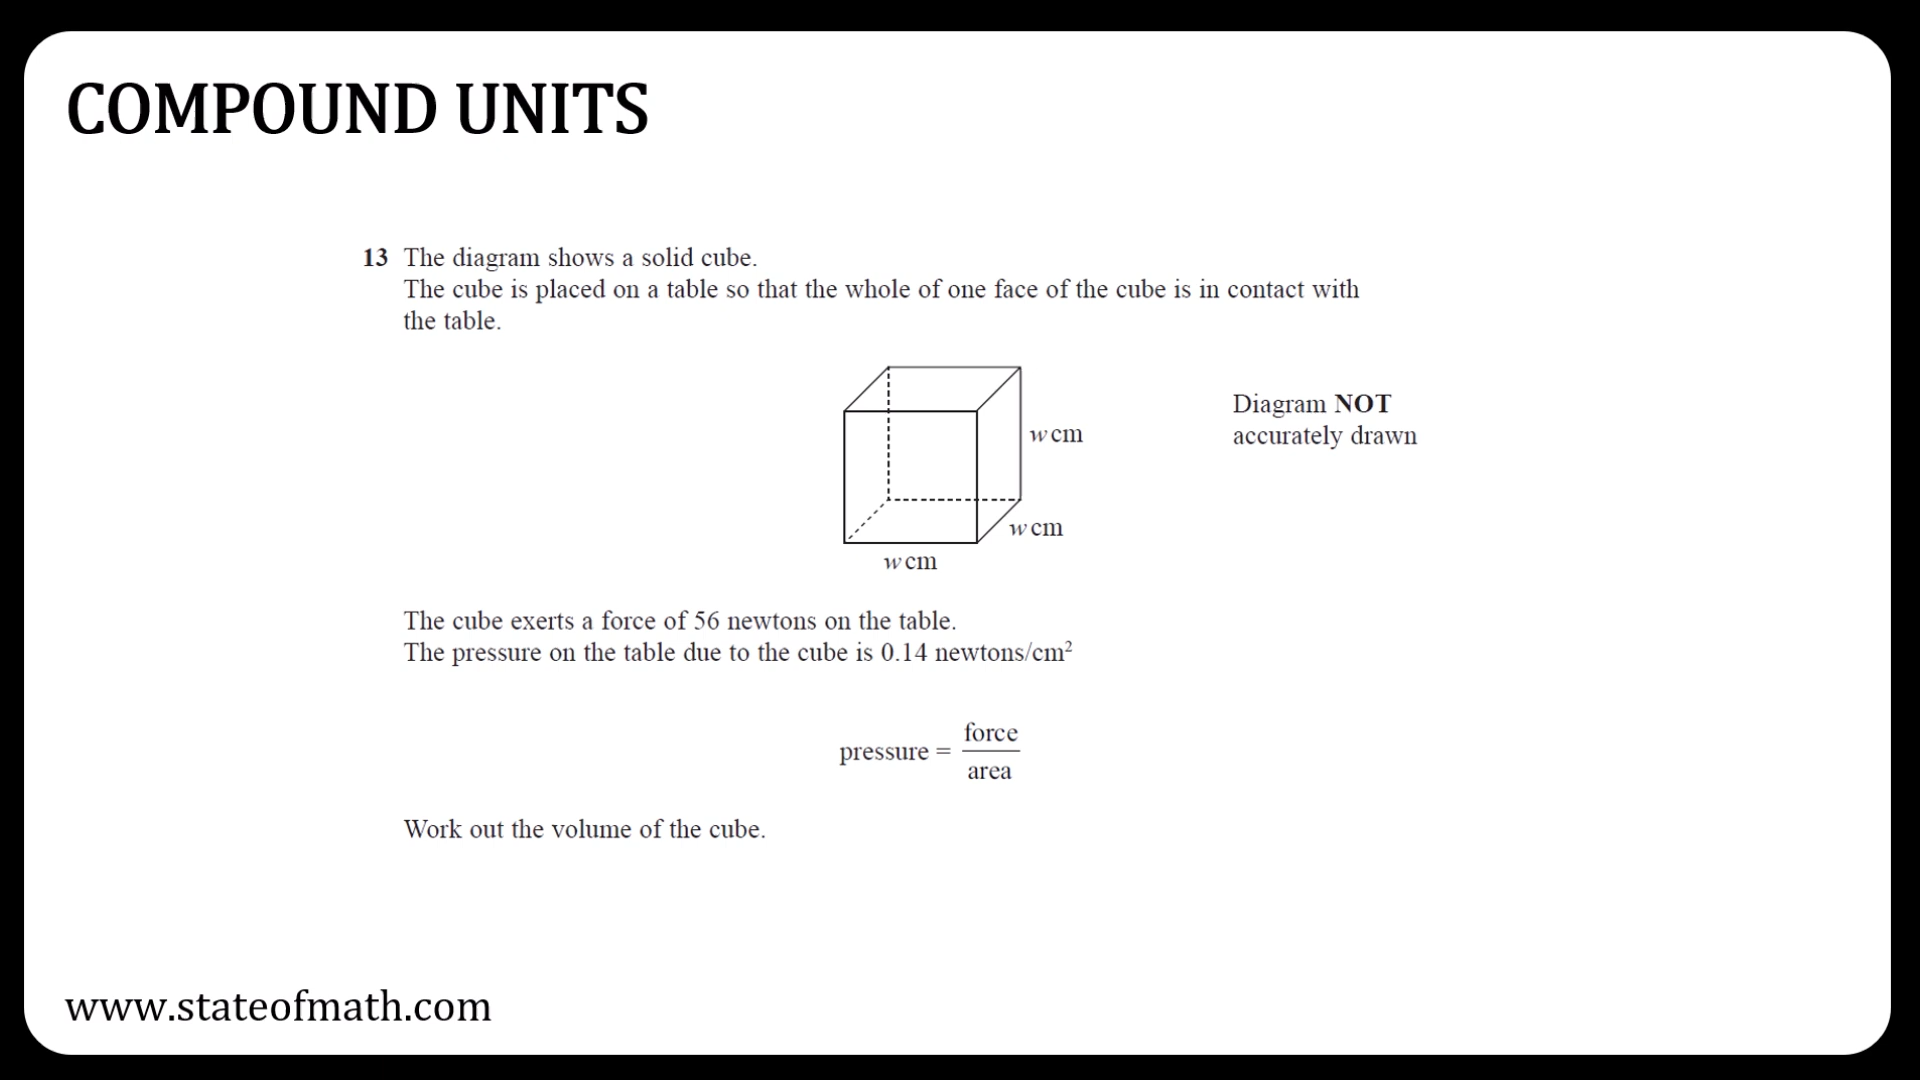 COMPOUND UNITS
13 The diagram shows a solid cube.
The cube is placed on a table so that the whole of one face of the cube is in contact with
the table.
Diagram NOT
accurately drawn
w cm
w cm
w cm
The cube exerts a force of 56 newtons on the table.
The pressure on the table due to the cube is 0.14 newtons/cm²
pressure = force
area
Work out the volume of the cube.
www.stateofmath.com